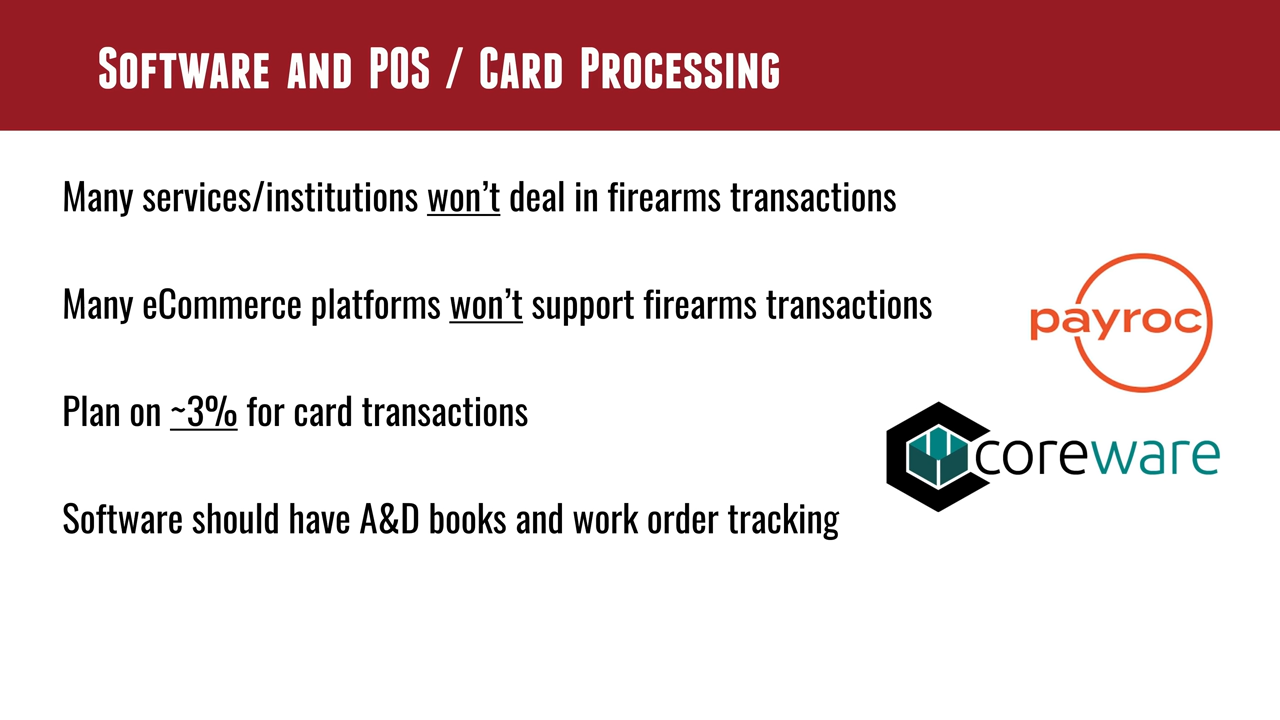 Software and POS / Card Processing
Many services/institutions won't deal in firearms transactions
Many eCommerce platforms won't support firearms transactions
payroc
Plan on ~3% for card transactions
coreware
Software should have A&D books and work order tracking